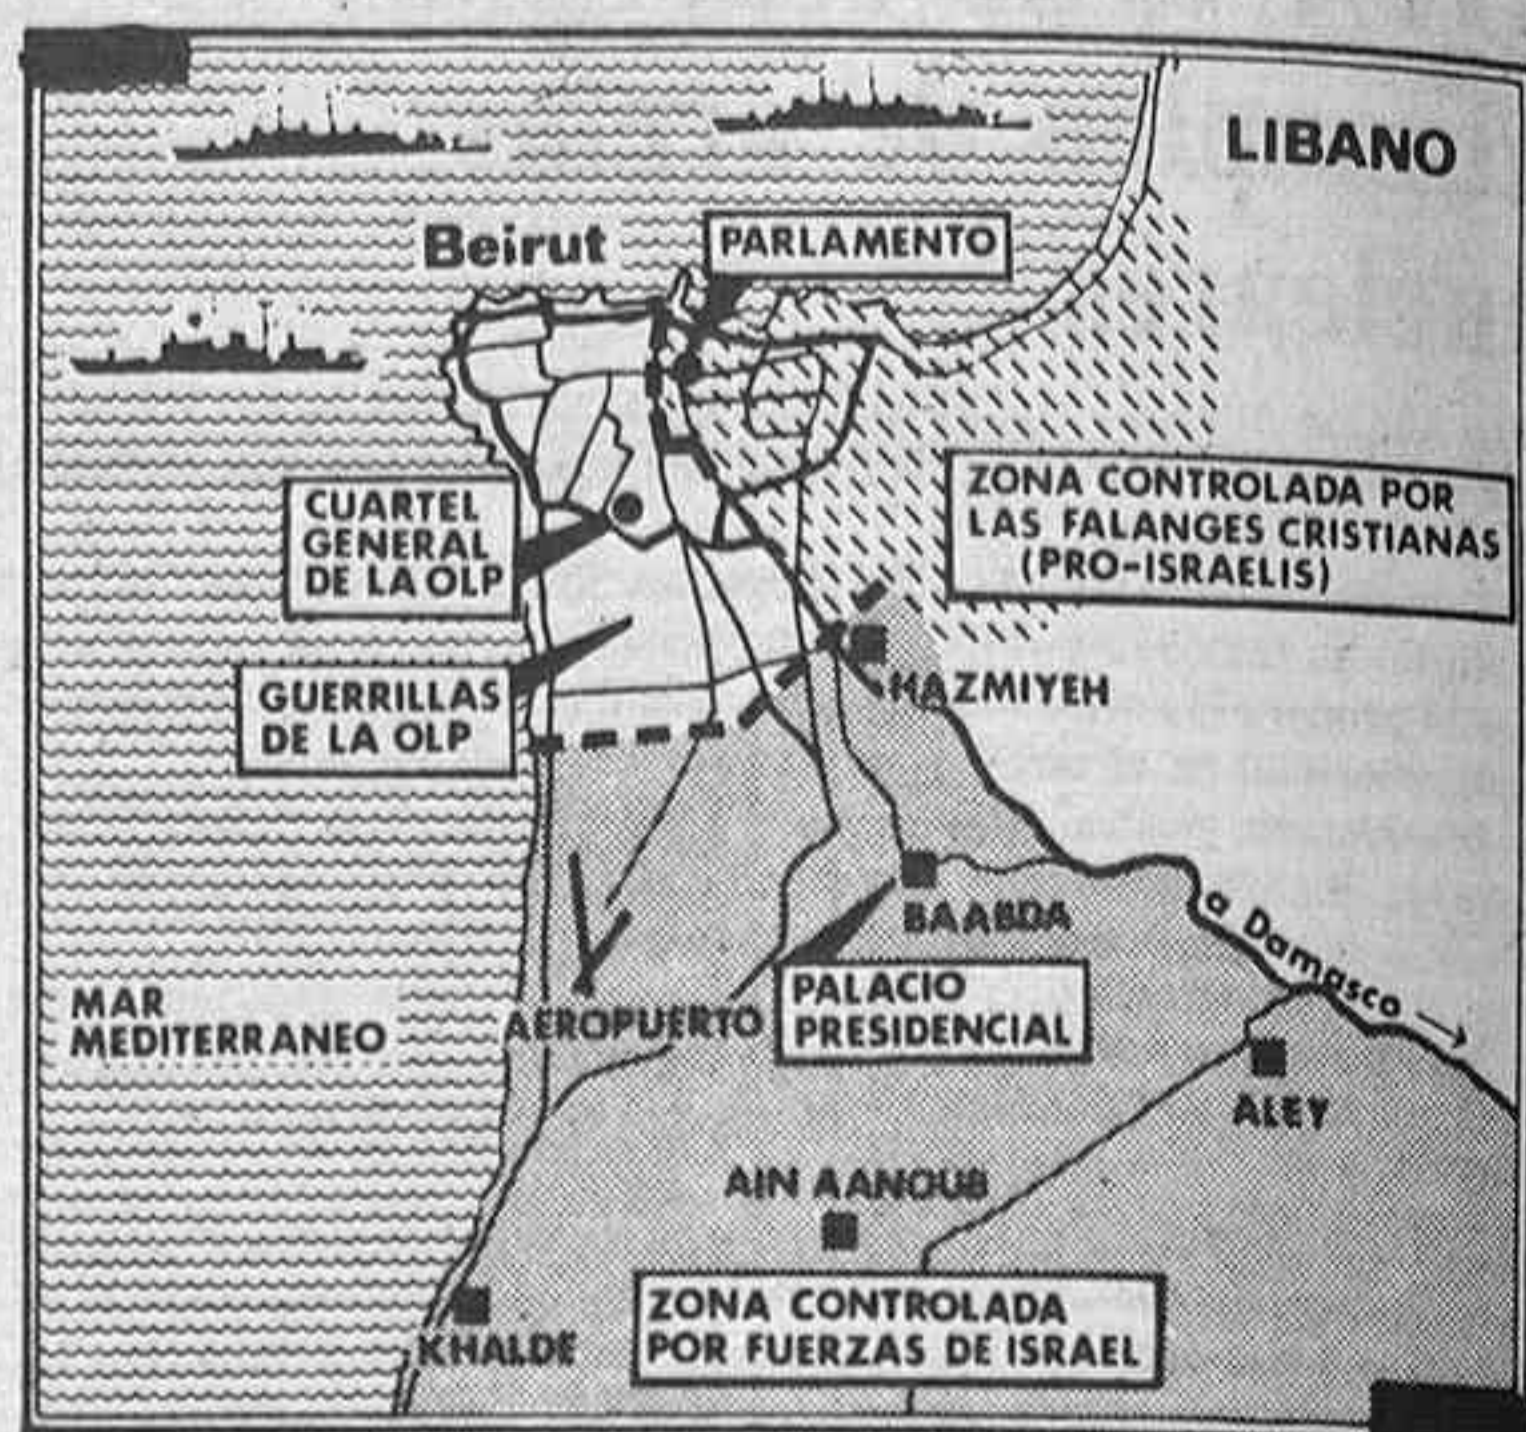 LIBANO
Beirut
PARLAMENTO
CUARTEL
GENERAL
DE LA OLP
ZONA CONTROLADA POR
LAS FALANGES CRISTIANAS
(PRO-ISRAELIS)
GUERRILLAS
DE LA OLP
HAZMIYEH
BAABDA
a Damasco →
MAR
MEDITERRANEO
AEROPUERTO
PALACIO
PRESIDENCIAL
ALEY
AIN AANOUB
KHALDE
ZONA CONTROLADA
POR FUERZAS DE ISRAEL